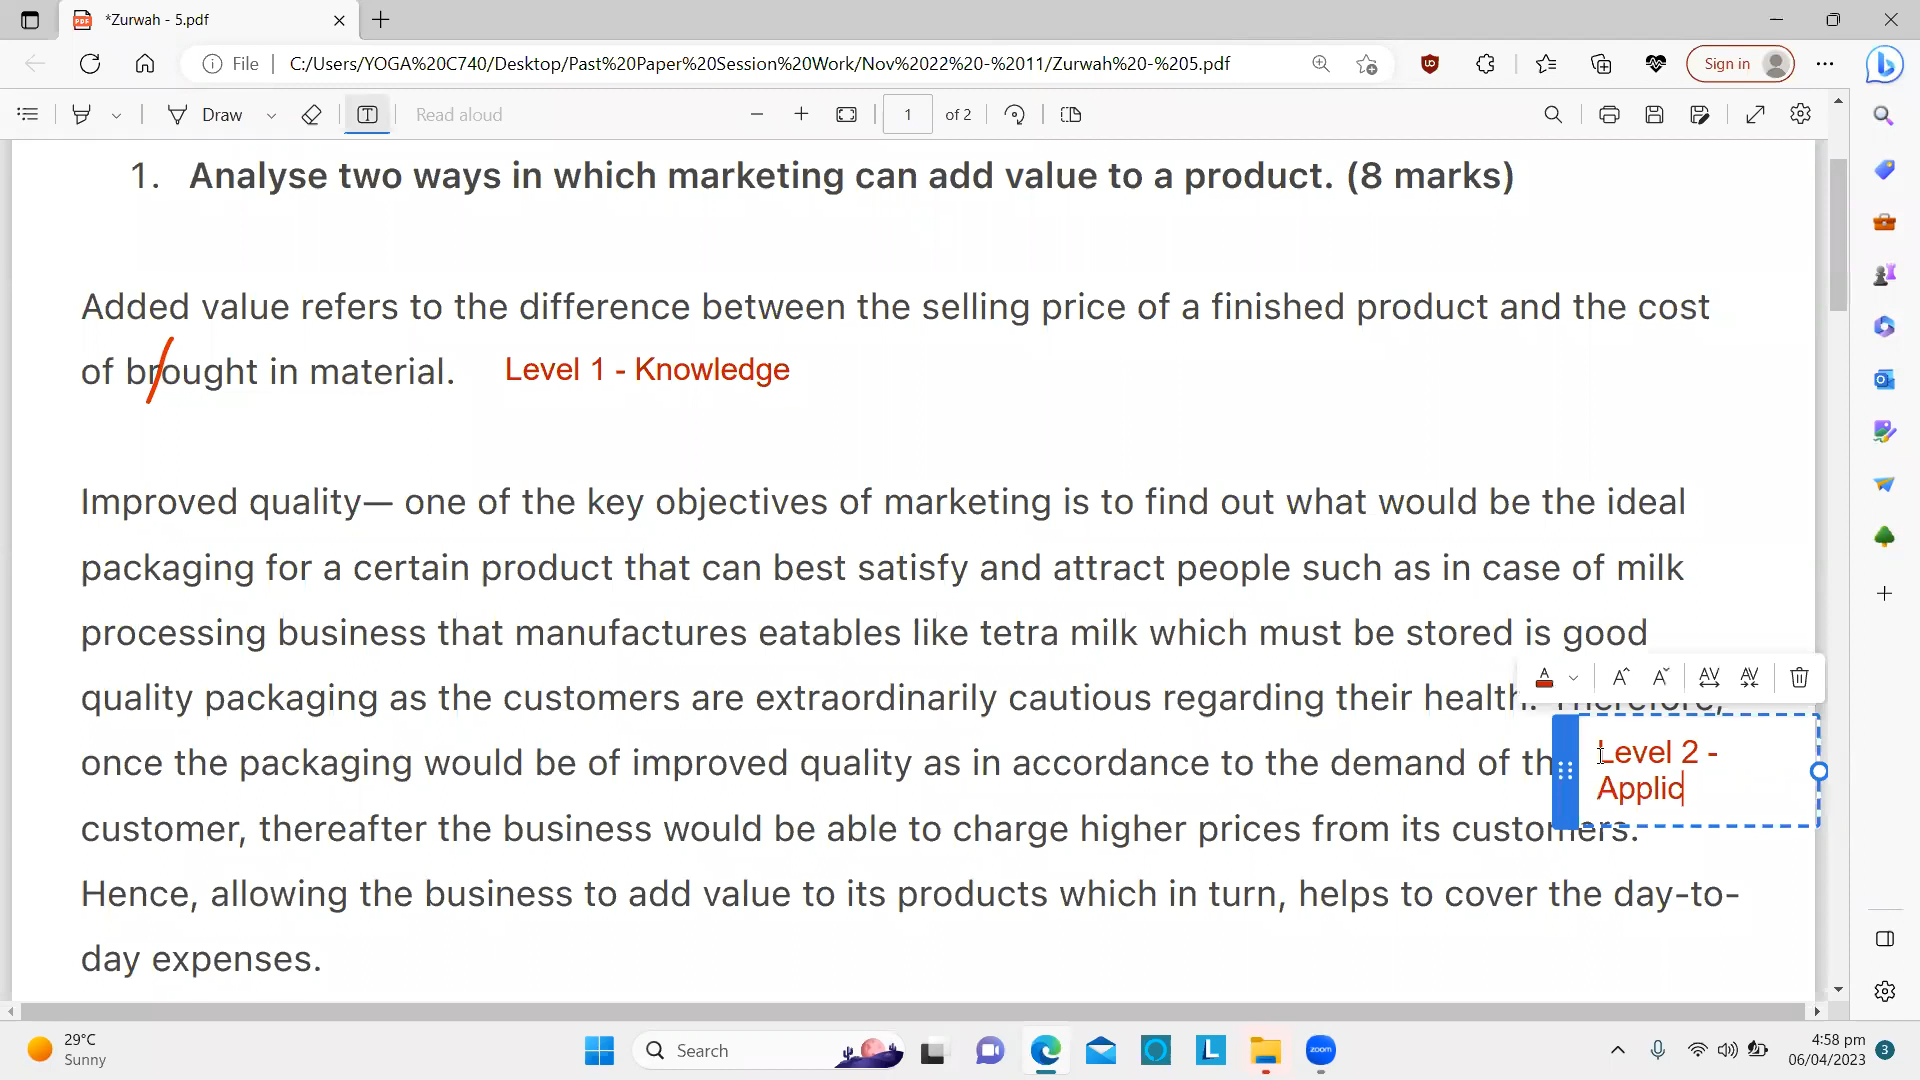 *Zurwah - 5.pdf
File
C:/Users/YOGA%20C740/Desktop/Past%20Paper%20Session%20Work/Nov%2022%20-%2011/Zurwah%20-%205.pdf
Sign in
Draw
Read aloud
1
of 2
1. Analyse two ways in which marketing can add value to a product. (8 marks)
Added value refers to the difference between the selling price of a finished product and the cost
of brought in material.
Level 1 - Knowledge
Improved quality— one of the key objectives of marketing is to find out what would be the ideal
packaging for a certain product that can best satisfy and attract people such as in case of milk
processing business that manufactures eatables like tetra milk which must be stored is good
quality packaging as the customers are extraordinarily cautious regarding their health. Therefore,
once the packaging would be of improved quality as in accordance to the demand of th
Level 2 -
Applic
customer, thereafter the business would be able to charge higher prices from its customers.
Hence, allowing the business to add value to its products which in turn, helps to cover the day-to-
day expenses.
29°C
Sunny
Search
zoom
4:58 pm
06/04/2023
3